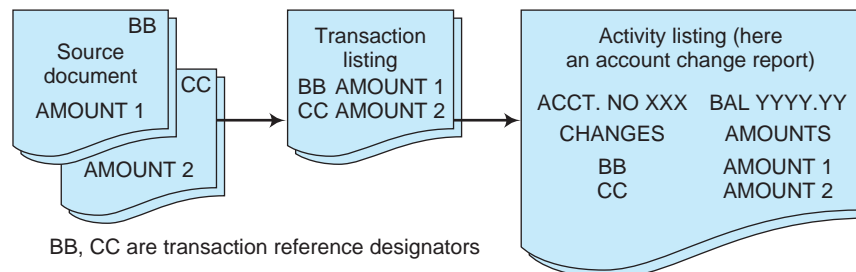 BB
Source
document
AMOUNT 1
CC
AMOUNT 2
Transaction
listing
BB AMOUNT 1
CC AMOUNT 2
Activity listing (here
an account change report)
ACCT. NO XXX BAL YYYY.YY
CHANGES AMOUNTS
BB AMOUNT 1
CC AMOUNT 2
BB, CC are transaction reference designators